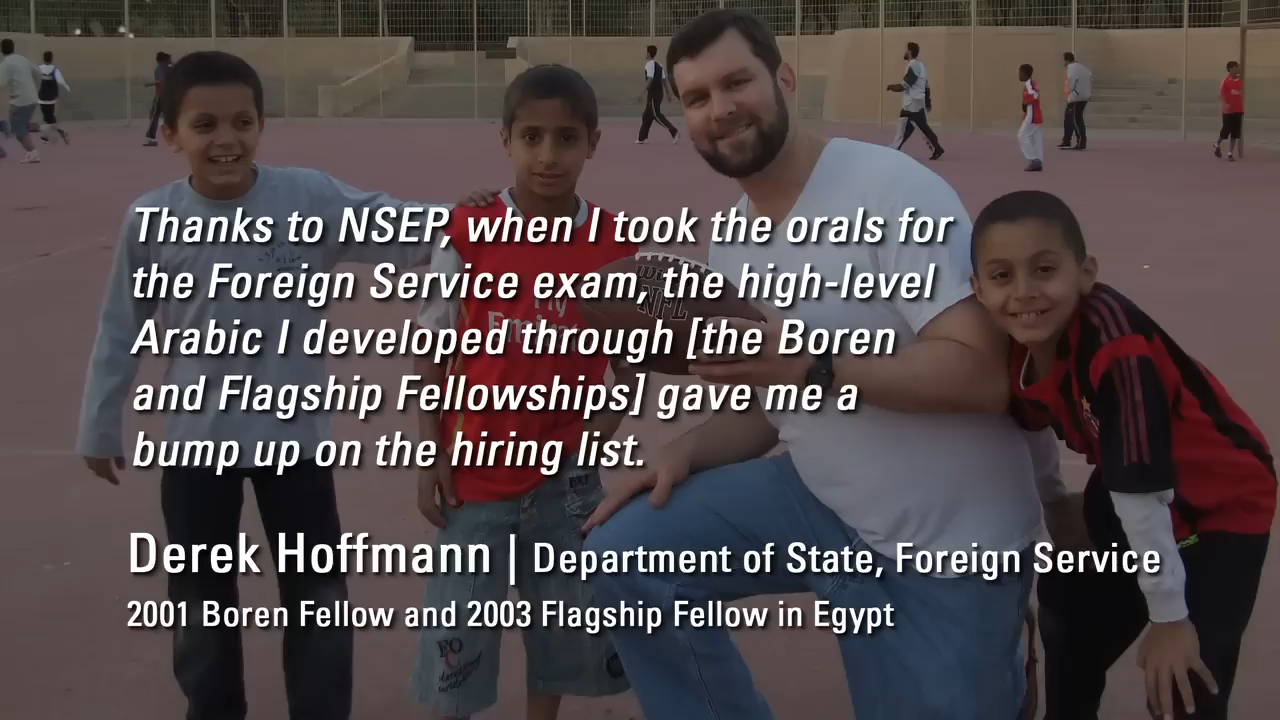 Thanks to NSEP, when I took the orals for
the Foreign Service exam, the high-level
Arabic I developed through [the Boren
and Flagship Fellowships] gave me a
bump up on the hiring list.
Derek Hoffmann | Department of State, Foreign Service
2001 Boren Fellow and 2003 Flagship Fellow in Egypt
Fly
NFL